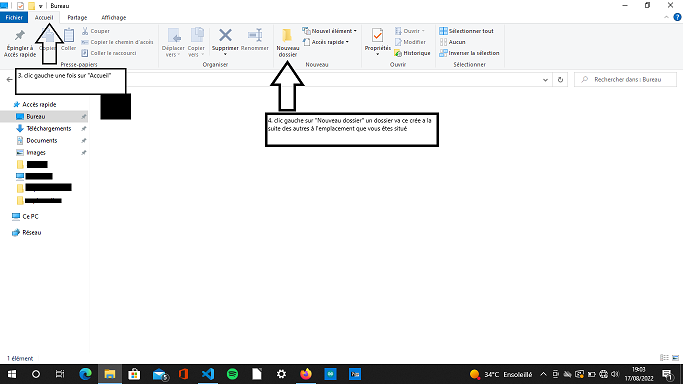 Bureau
Fichier Accueil Partage Affichage
Épingler à Accès rapide
Copier
Coller
Couper
Copier le chemin d'accès
Coller le raccourci
Presse-papiers
Déplacer vers
Copier vers
Supprimer
Renommer
Organiser
Nouveau dossier
Nouvel élément
Accès rapide
Nouveau
Propriétés
Ouvrir
Modifier
Historique
Ouvrir
Sélectionner tout
Aucun
Inverser la sélection
Sélectionner
3. clic gauche une fois sur "Accueil"
Rechercher dans : Bureau
4. clic gauche sur "Nouveau dossier" un dossier va ce crée a la
suite des autres à l'emplacement que vous êtes situé
Accès rapide
Bureau
Téléchargements
Documents
Images
Ce PC
Réseau
1 élément
34°C Ensoleillé
19:03
17/08/2022